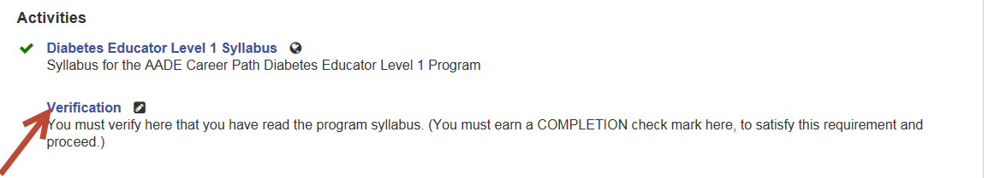 Activities
Diabetes Educator Level 1 Syllabus
Syllabus for the AADE Career Path Diabetes Educator Level 1 Program
Verification
You must verify here that you have read the program syllabus. (You must earn a COMPLETION check mark here, to satisfy this requirement and
proceed.)